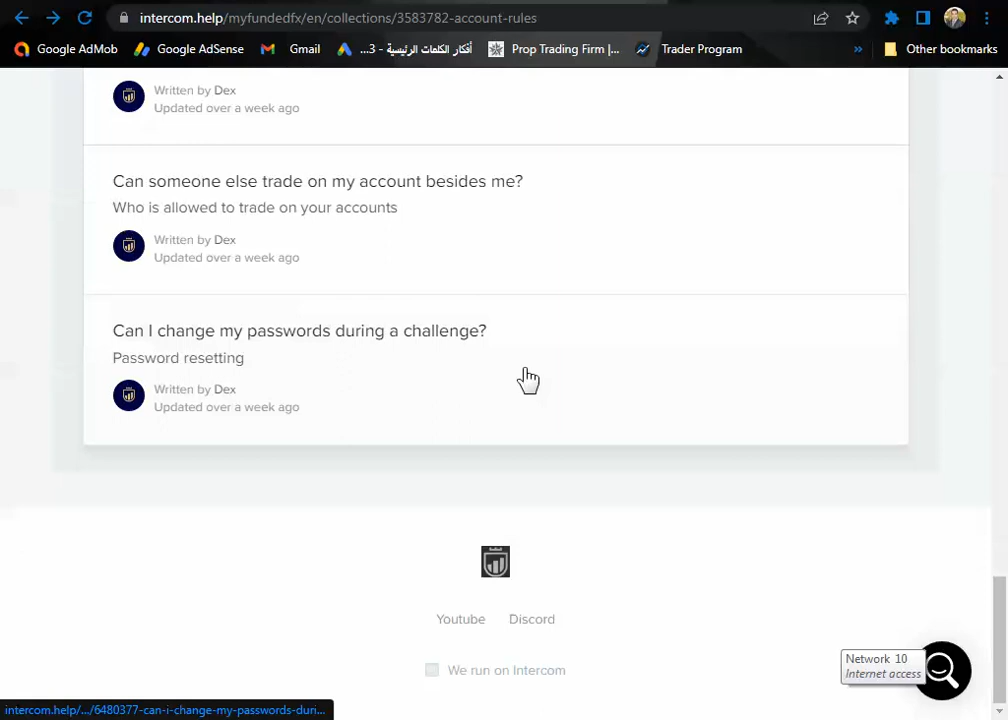 intercom.help/myfundedfx/en/collections/3583782-account-rules
Google AdMob
Google AdSense
Gmail
أفكار الكلمات الرئيسية - 3...
Prop Trading Firm |...
Trader Program
»
Other bookmarks
Written by Dex
Updated over a week ago
Can someone else trade on my account besides me?
Who is allowed to trade on your accounts
Written by Dex
Updated over a week ago
Can I change my passwords during a challenge?
Password resetting
Written by Dex
Updated over a week ago
Youtube Discord
We run on Intercom
Network 10
Internet access
intercom.help/.../6480377-can-i-change-my-passwords-duri...